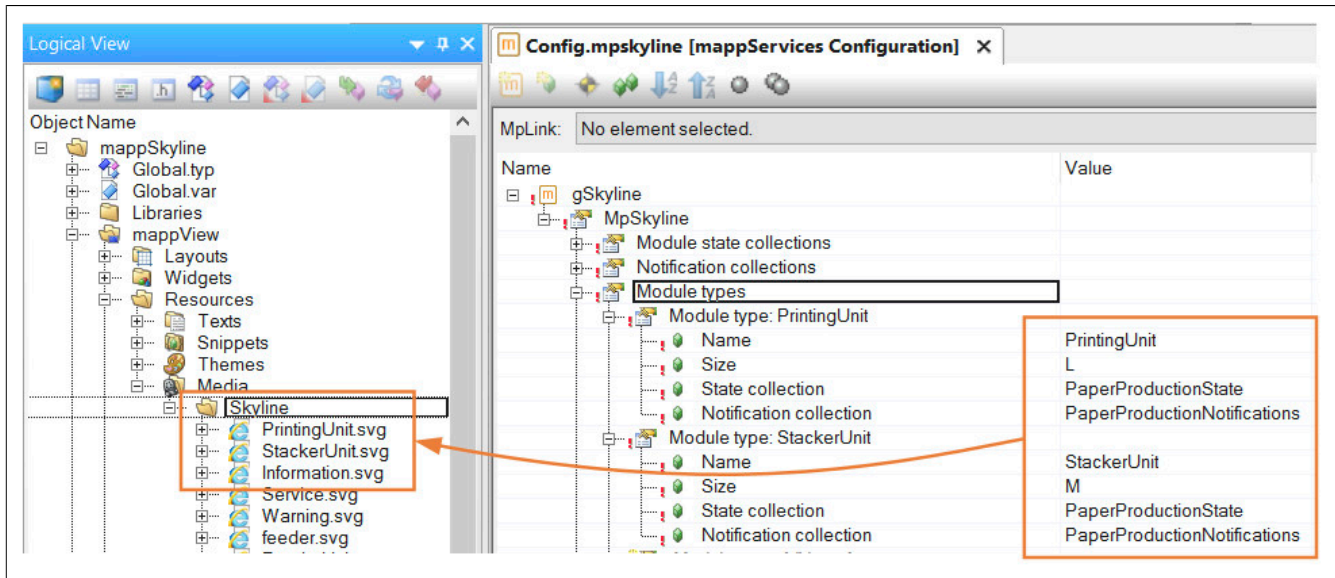 Logical View
Object Name
mappSkyline
Global.typ
Global.var
Libraries
mappView
Layouts
Widgets
Resources
Texts
Snippets
Themes
Media
Skyline
PrintingUnit.svg
StackerUnit.svg
Information.svg
Service.svg
Warning.svg
feeder.svg
Config.mpskyline [mappServices Configuration]
MpLink: No element selected.
Name Value
gSkyline
MpSkyline
Module state collections
Notification collections
Module types
Module type: PrintingUnit
Name PrintingUnit
Size L
State collection PaperProductionState
Notification collection PaperProductionNotifications
Module type: StackerUnit
Name StackerUnit
Size M
State collection PaperProductionState
Notification collection PaperProductionNotifications